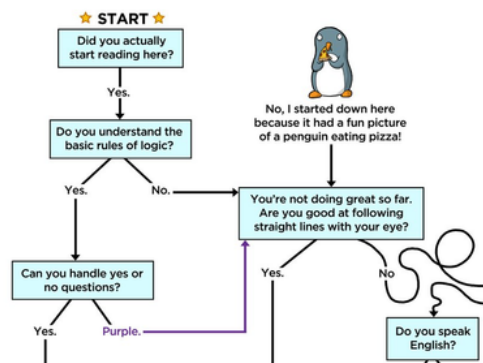 START
Did you actually
start reading here?
Yes.
No, I started down here
because it had a fun picture
of a penguin eating pizza!
Do you understand the
basic rules of logic?
Yes.
No.
You're not doing great so far.
Are you good at following
straight lines with your eye?
Can you handle yes or
no questions?
Yes.
No
Yes.
Purple.
Do you speak
English?